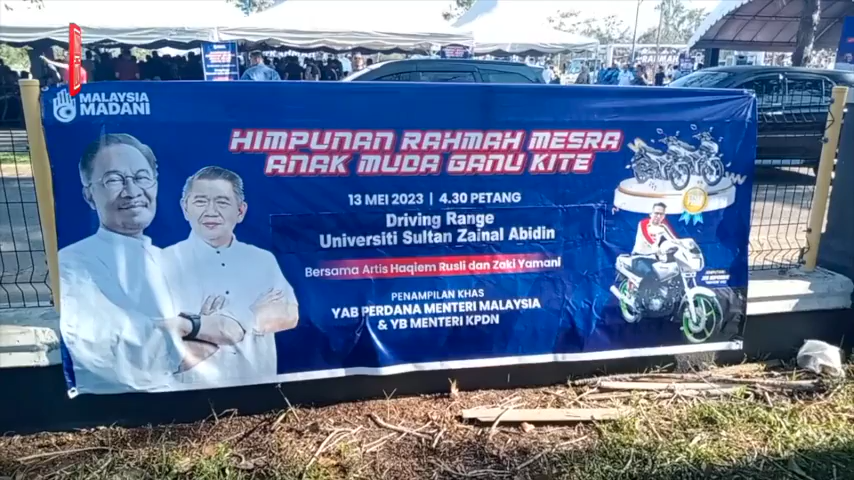 MALAYSIA
MADANI
HIMPUNAN RAHMAH MESRA
ANAK MUDA GANU KITE
13 MEI 2023 | 4.30 PETANG
Driving Range
Universiti Sultan Zainal Abidin
Bersama Artis Haqiem Rusli dan Zaki Yamani
PENAMPILAN KHAS
YAB PERDANA MENTERI MALAYSIA
& YB MENTERI KPDN
RAHMAH